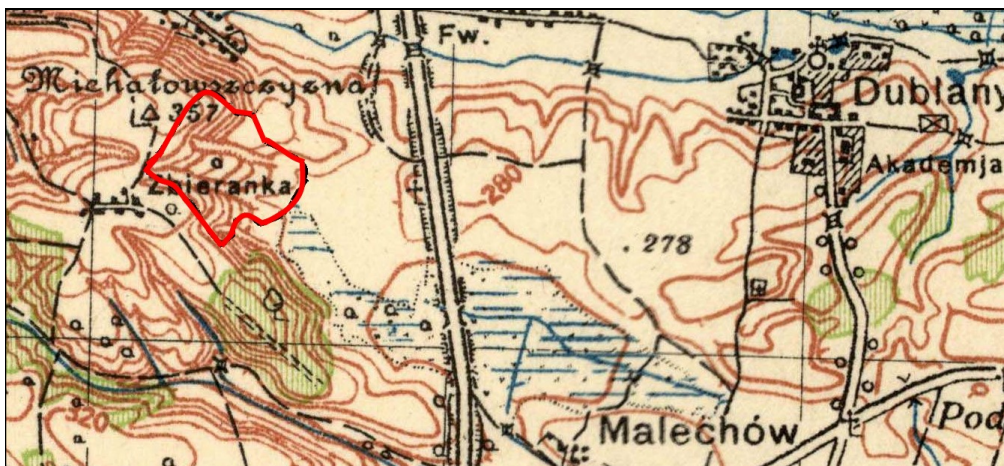 Fw.
Michałowszczyzna
357
Dublany
Zbieranka
Akademja
280
. 278
320
Malechów
Pod